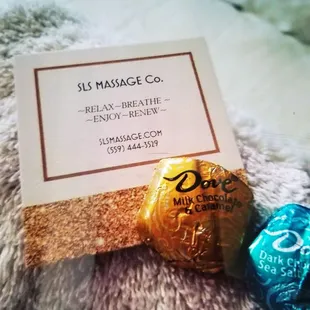 SLS MASSAGE CO.
~RELAX~BREATHE~
~ENJOY~RENEW~
SLSMASSAGE.COM
(559) 444-3519
Dove
Milk Chocolate
& Caramel
Dove
Dark
Sea Salt